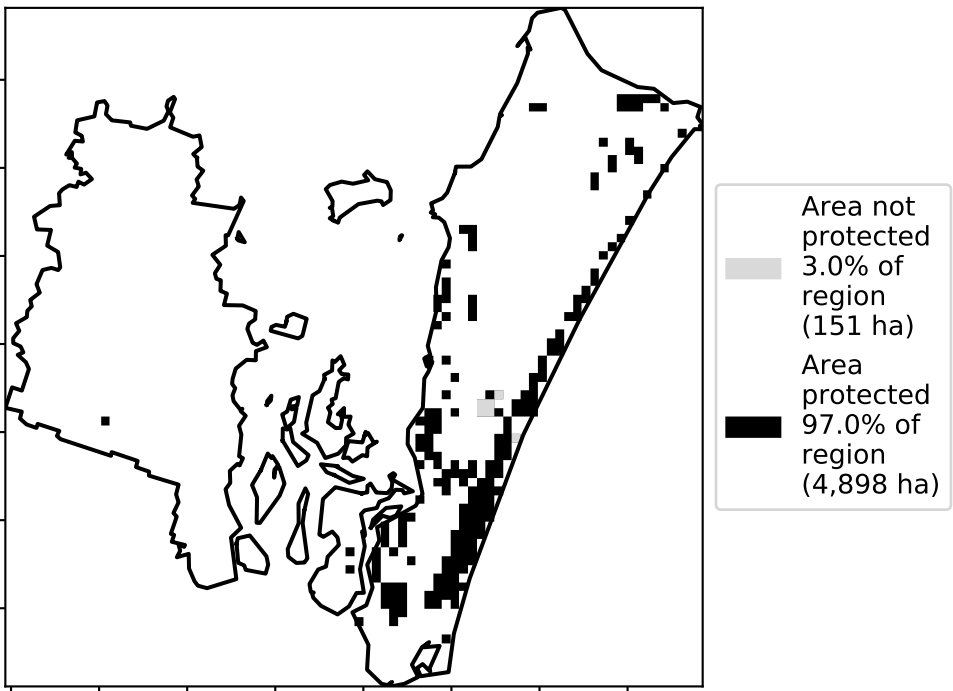 Area not
protected
3.0% of
region
(151 ha)
Area
protected
97.0% of
region
(4,898 ha)